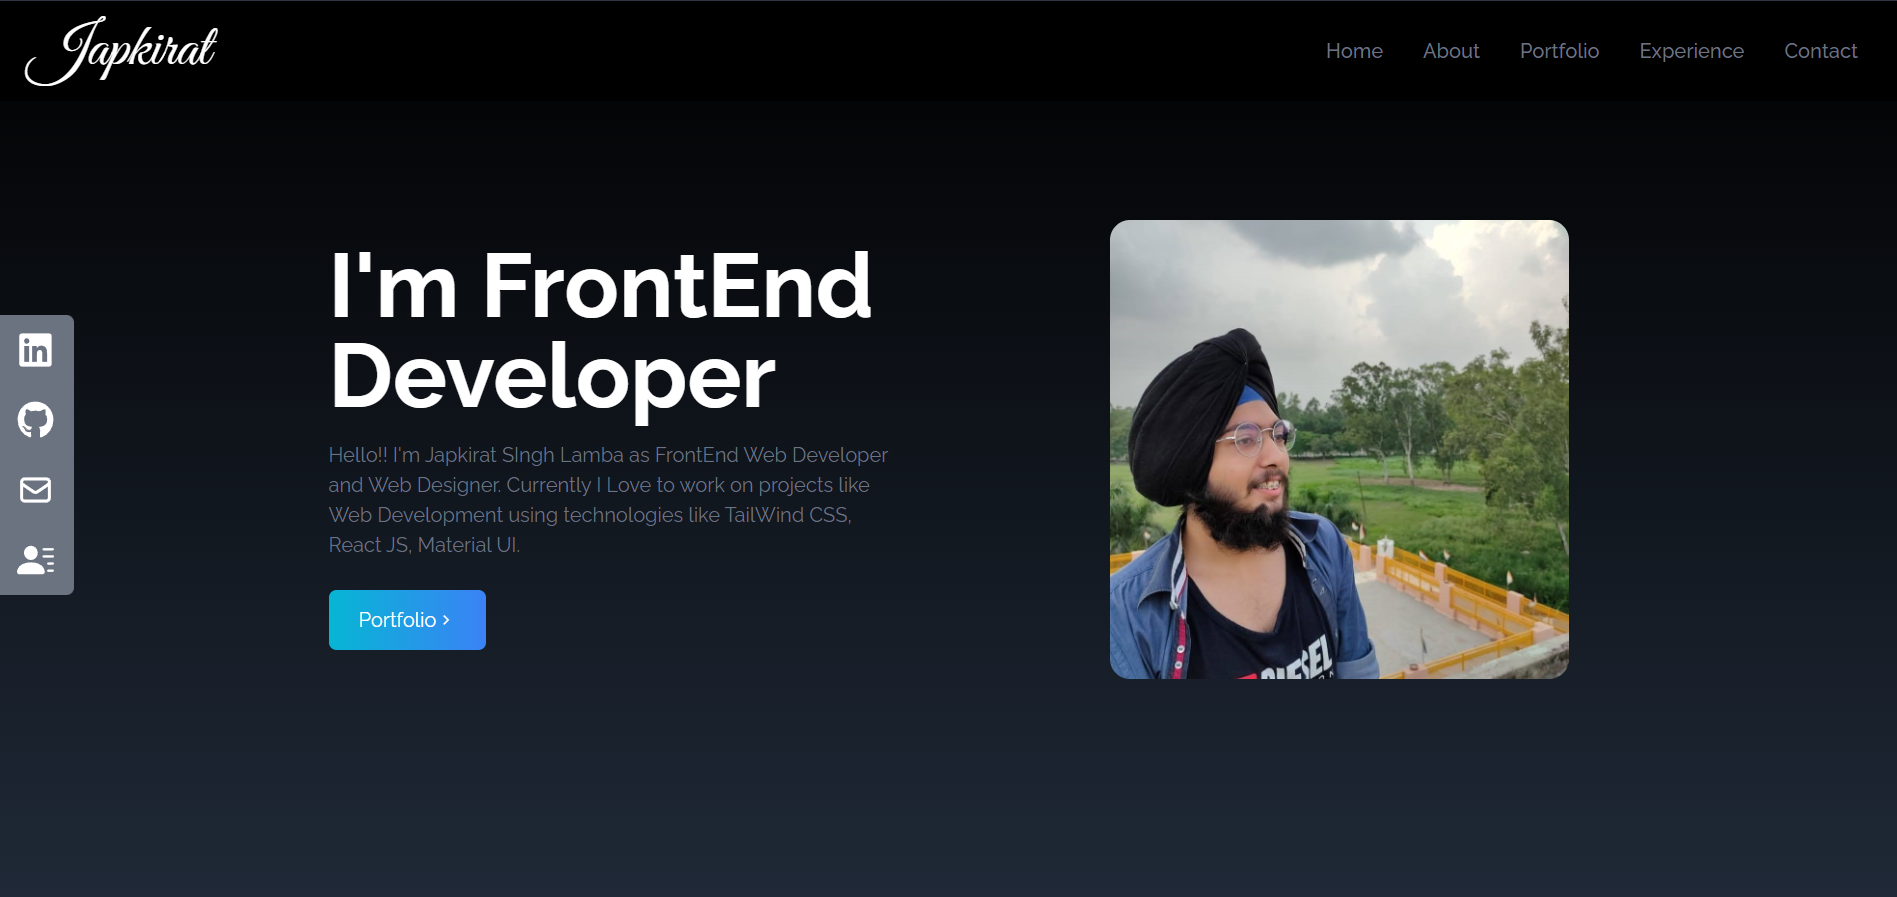 Japkirat
Home About Portfolio Experience Contact
I'm FrontEnd
Developer
Hello!! I'm Japkirat SIngh Lamba as FrontEnd Web Developer
and Web Designer. Currently I Love to work on projects like
Web Development using technologies like TailWind CSS,
React JS, Material UI.
Portfolio ›
in
DIESEL